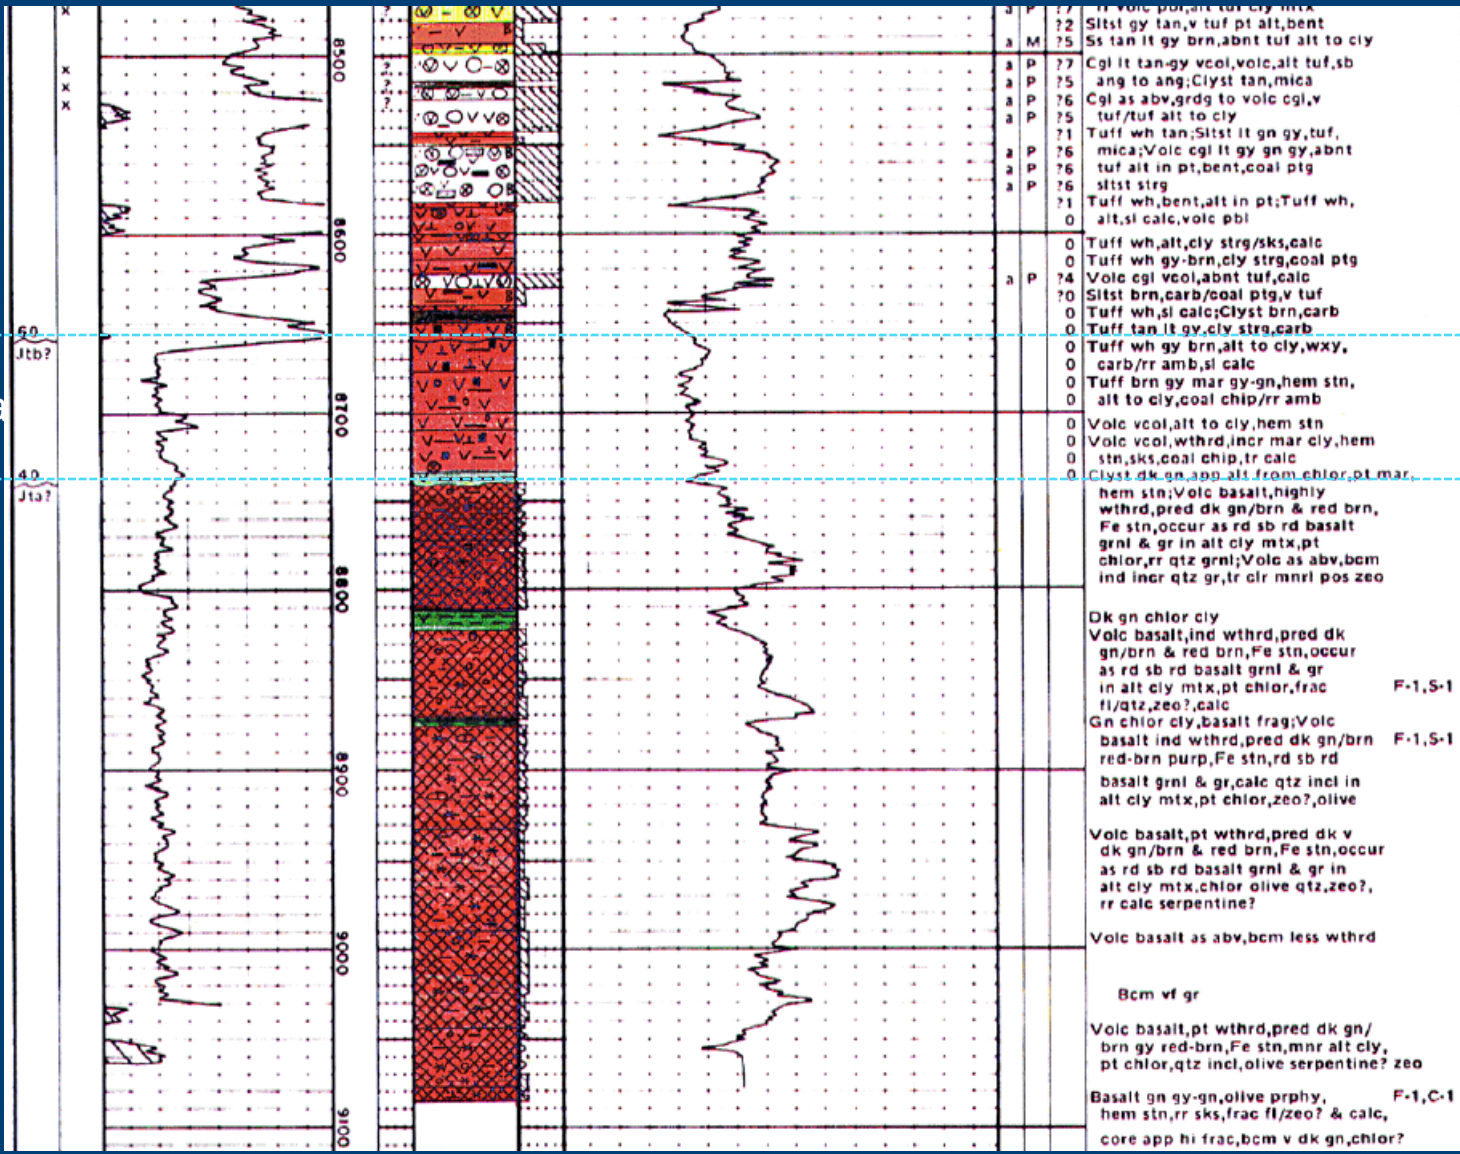 a P ?7
?2 Sltst gy tan,v tuf pt alt,bent
a M ?5 Ss tan lt gy brn,abnt tuf alt to cly
8500
a P ?7 Cgl lt tan-gy vcol,volc,alt tuf,sb
a P ?5 ang to ang;Clyst tan,mica
a P ?6 Cgl as abv,grdg to volc cgl,v
a P ?5 tuf/tuf alt to cly
?1 Tuff wh tan;Sltst lt gn gy,tuf,
a P ?6 mica;Volc cgl lt gy gn gy,abnt
a P ?6 tuf alt in pt,bent,coal ptg
a P ?6 sltst strg
?1 Tuff wh,bent,alt in pt;Tuff wh,
0 alt,sl calc,volc pbl
8600
0 Tuff wh,alt,cly strg/sks,calc
0 Tuff wh gy-brn,cly strg,coal ptg
a P ?4 Volc cgl vcol,abnt tuf,calc
?0 Sltst brn,carb/coal ptg,v tuf
0 Tuff wh,sl calc;Clyst brn,carb
0 Tuff tan lt gy,cly strg,carb
Jtb?
0 Tuff wh gy brn,alt to cly,wxy,
0 carb/rr amb,sl calc
0 Tuff brn gy mar gy-gn,hem stn,
0 alt to cly,coal chip/rr amb
8700
0 Volc vcol,alt to cly,hem stn
0 Volc vcol,wthrd,incr mar cly,hem
0 stn,sks,coal chip,tr calc
40
0 Clyst dk gn,app alt from chlor,pt mar,
Jta?
hem stn;Volc basalt,highly
wthrd,pred dk gn/brn & red brn,
Fe stn,occur as rd sb rd basalt
grnl & gr in alt cly mtx,pt
chlor,rr qtz grnl;Volc as abv,bcm
ind incr qtz gr,tr clr mnrl pos zeo
8800
Dk gn chlor cly
Volc basalt,ind wthrd,pred dk
gn/brn & red brn,Fe stn,occur
as rd sb rd basalt grnl & gr
in alt cly mtx,pt chlor,frac F-1,S-1
fl/qtz,zeo?,calc
Gn chlor cly,basalt frag;Volc
basalt ind wthrd,pred dk gn/brn F-1,S-1
red-brn purp,Fe stn,rd sb rd
8900
basalt grnl & gr,calc qtz incl in
alt cly mtx,pt chlor,zeo?,olive
Volc basalt,pt wthrd,pred dk v
dk gn/brn & red brn,Fe stn,occur
as rd sb rd basalt grnl & gr in
alt cly mtx,chlor olive qtz,zeo?,
rr calc serpentine?
Volc basalt as abv,bcm less wthrd
9000
Bcm vf gr
Volc basalt,pt wthrd,pred dk gn/
brn gy red-brn,Fe stn,mnr alt cly,
pt chlor,qtz incl,olive serpentine? zeo
Basalt gn gy-gn,olive prphy, F-1,C-1
hem stn,rr sks,frac fl/zeo? & calc,
9100
core app hi frac,bcm v dk gn,chlor?